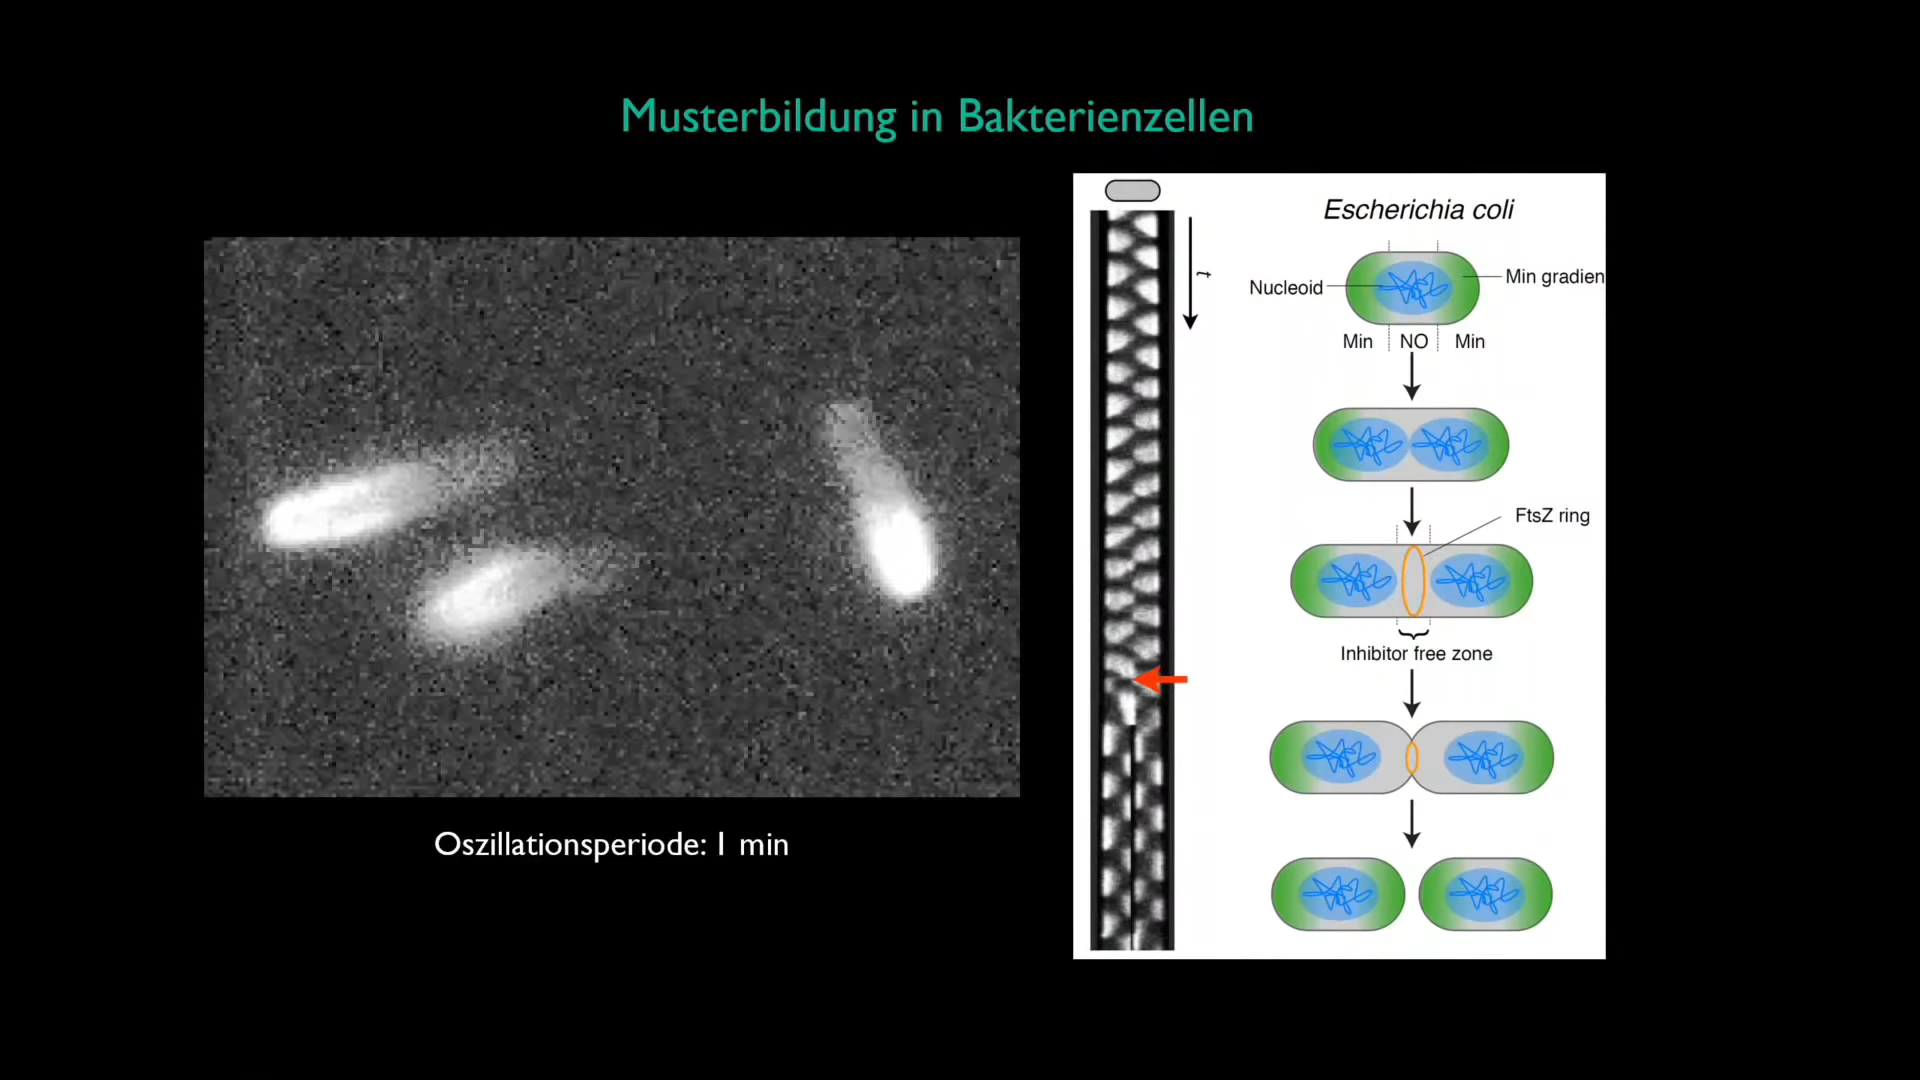 Musterbildung in Bakterienzellen
Escherichia coli
t
Nucleoid
Min gradien
Min
NO
Min
FtsZ ring
Inhibitor free zone
Oszillationsperiode: 1 min